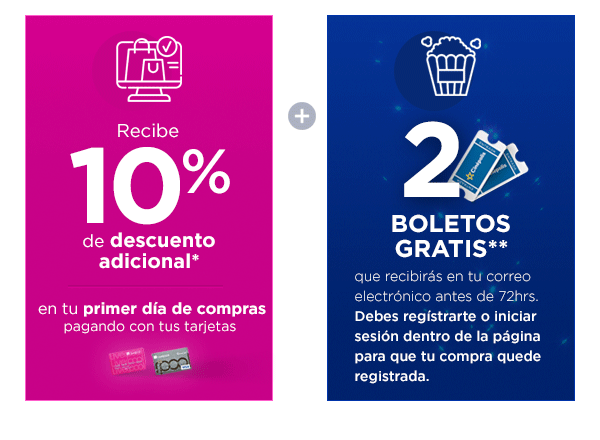 Recibe
10%
de descuento
adicional*
en tu primer día de compras
pagando con tus tarjetas
+
2
Cinépolis
BOLETOS
GRATIS**
que recibirás en tu correo
electrónico antes de 72hrs.
Debes regístrarte o iniciar
sesión dentro de la página
para que tu compra quede
registrada.